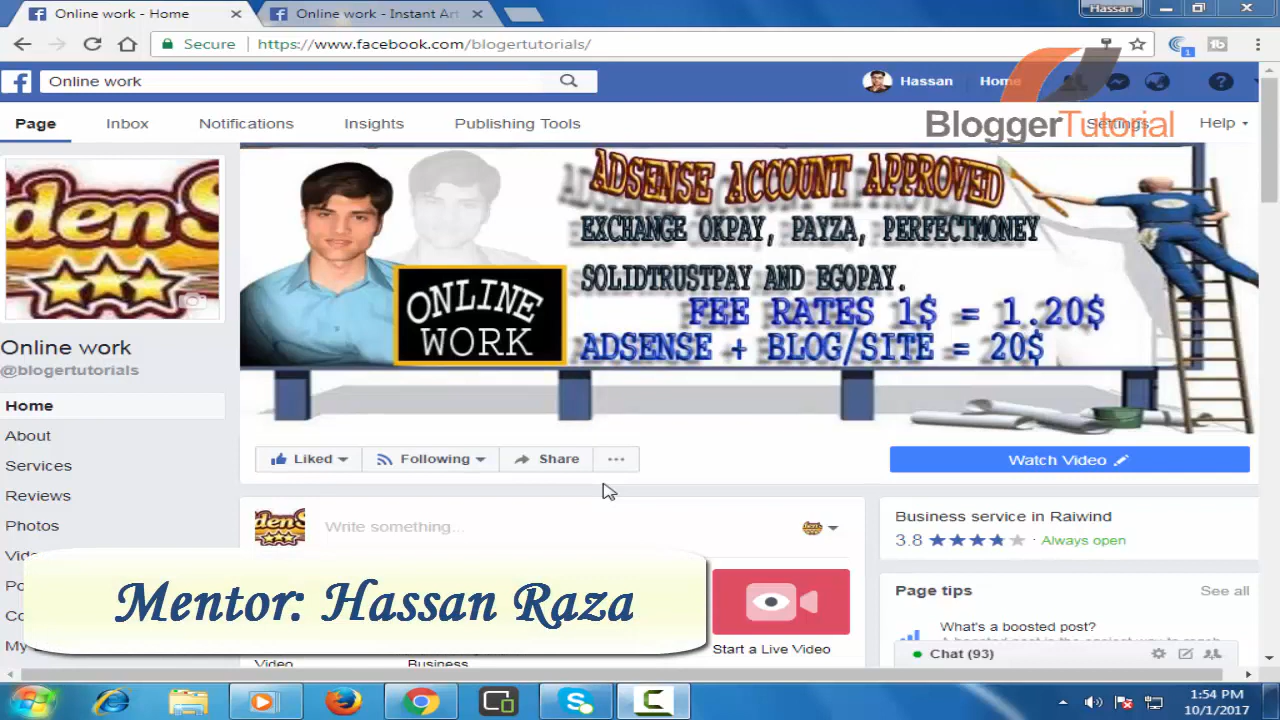 Online work - Home
Online work - Instant Art
Hassan
Secure
https://www.facebook.com/blogertutorials/
1
Online work
Hassan
Home
Page
Inbox
Notifications
Insights
Publishing Tools
Settings
Help
BloggerTutorial
denS
ADSENSE ACCOUNT APPROVED
EXCHANGE OKPAY, PAYZA, PERFECTMONEY
SOLIDTRUSTPAY AND EGOPAY.
FEE RATES 1$ = 1.20$
ADSENSE + BLOG/SITE = 20$
ONLINE
WORK
Online work
@blogertutorials
Home
About
Services
Reviews
Photos
Liked
Following
Share
Watch Video
denS
Write something...
Business service in Raiwind
3.8
Always open
Page tips
See all
What's a boosted post?
Chat (93)
Mentor: Hassan Raza
Start a Live Video
Video
Business
1:54 PM
10/1/2017